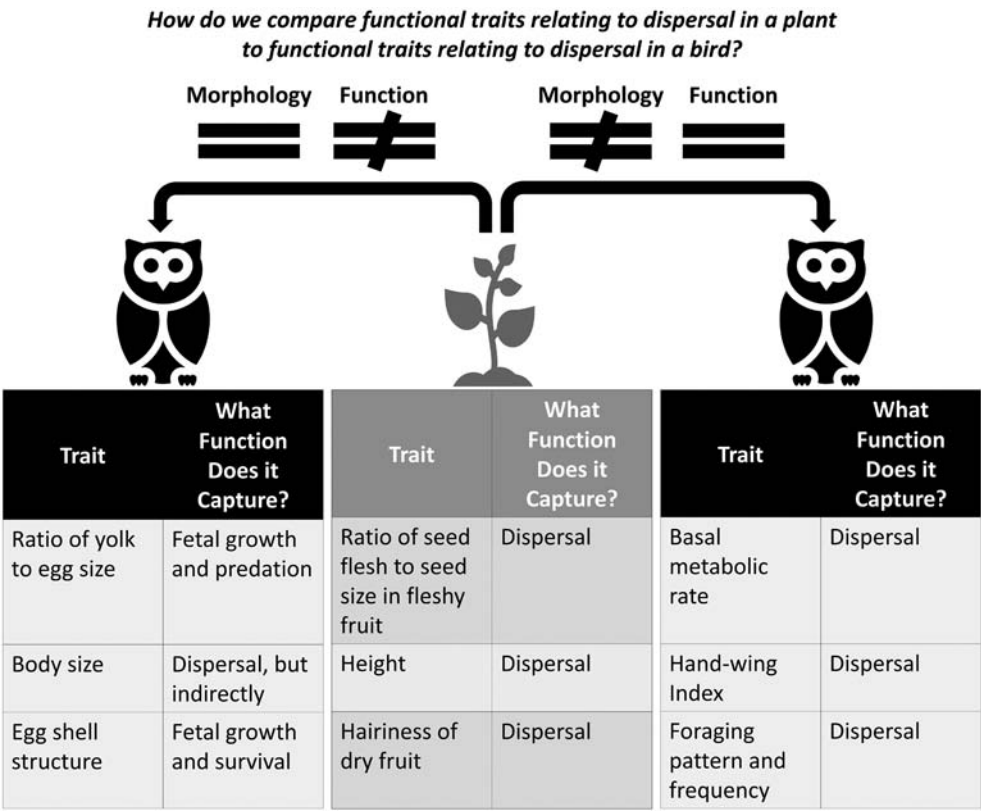 How do we compare functional traits relating to dispersal in a plant
to functional traits relating to dispersal in a bird?
Morphology Function
Morphology Function
Trait
What
Function
Does it
Capture?
Ratio of yolk
to egg size
Fetal growth
and predation
Body size
Dispersal, but
indirectly
Egg shell
structure
Fetal growth
and survival
Trait
What
Function
Does it
Capture?
Ratio of seed
flesh to seed
size in fleshy
fruit
Dispersal
Height
Dispersal
Hairiness of
dry fruit
Dispersal
Trait
What
Function
Does it
Capture?
Basal
metabolic
rate
Dispersal
Hand-wing
Index
Dispersal
Foraging
pattern and
frequency
Dispersal